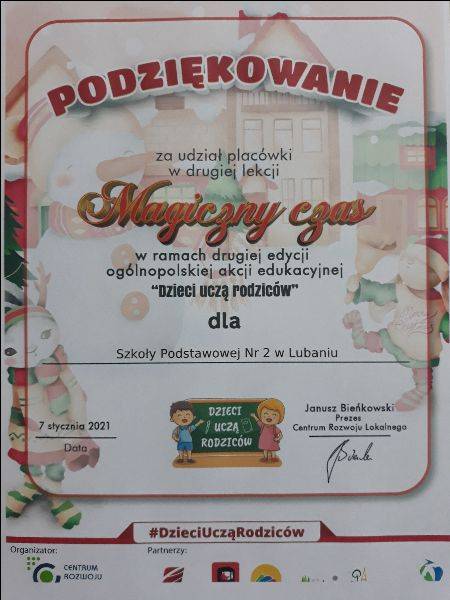 PODZIĘKOWANIE
za udział placówki
w drugiej lekcji
Magiczny czas
w ramach drugiej edycji
ogólnopolskiej akcji edukacyjnej
"Dzieci uczą rodziców"
dla
Szkoły Podstawowej Nr 2 w Lubaniu
7 stycznia 2021
Data
DZIECI
UCZĄ
RODZICÓW
Janusz Bieńkowski
Prezes
Centrum Rozwoju Lokalnego
#DzieciUcząRodziców
Organizator:
Partnerzy:
CENTRUM
ROZWOJU